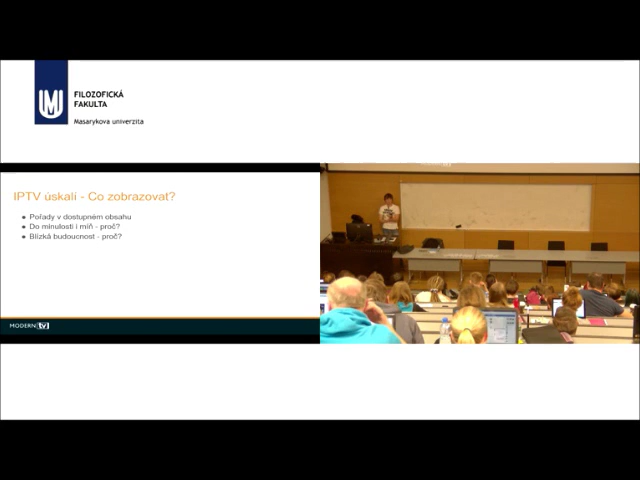 FILOZOFICKÁ
FAKULTA
Masarykova univerzita
IPTV úskalí - Co zobrazovat?
● Pořady v dostupném obsahu
● Do minulosti i míň - proč?
● Blízká budoucnost - proč?
MODERN tv